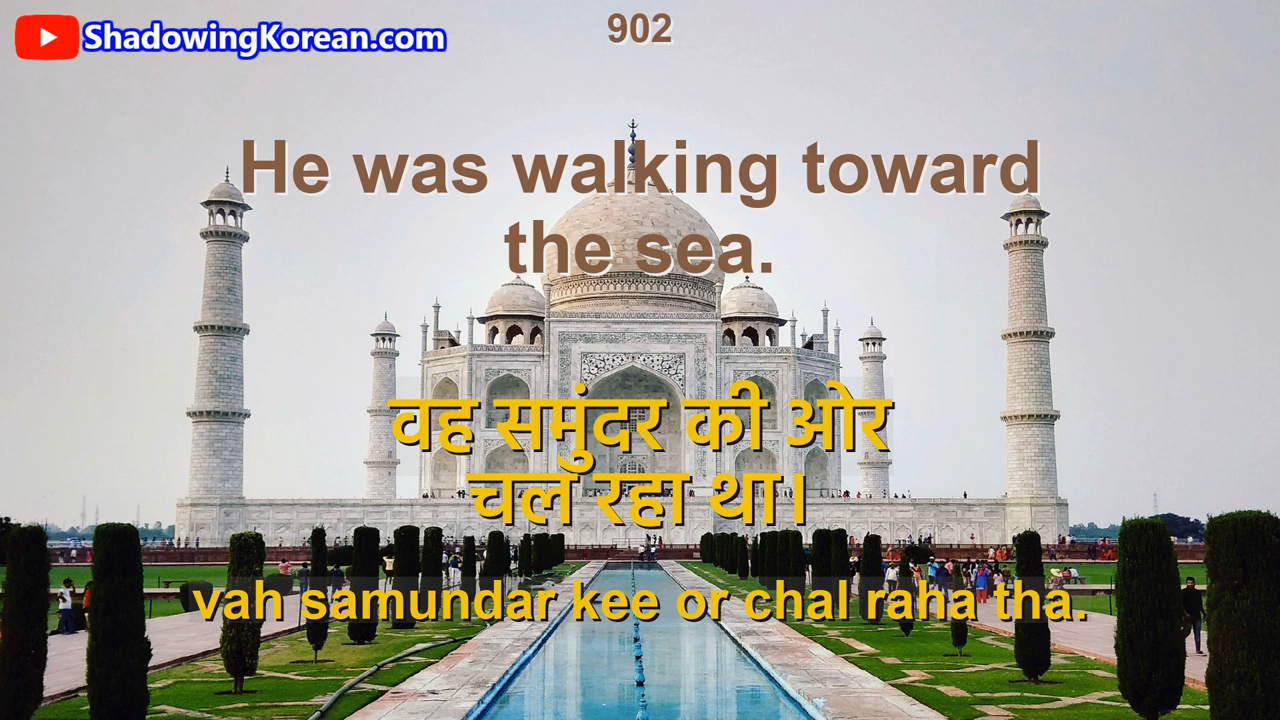 ShadowingKorean.com
902
He was walking toward
the sea.
वह समुंदर की ओर
चल रहा था।
vah samundar kee or chal raha tha.